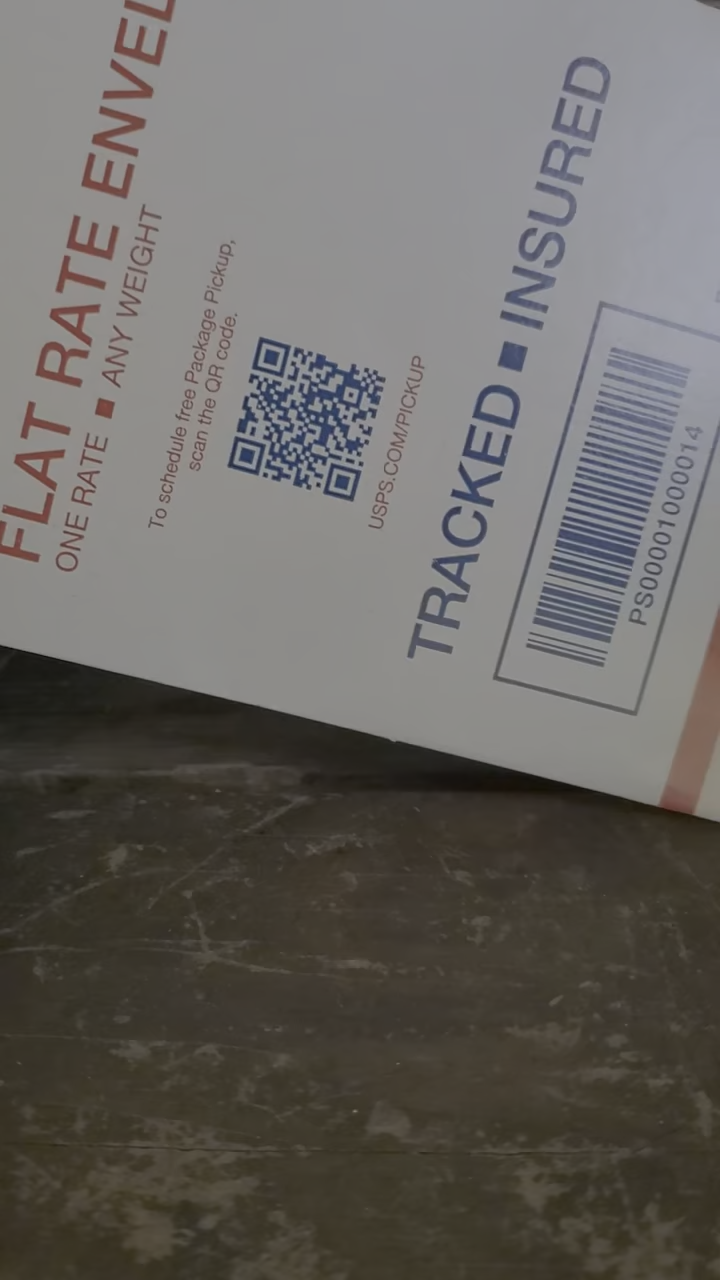 FLAT RATE ENVEL
ONE RATE ■ ANY WEIGHT
To schedule free Package Pickup,
scan the QR code.
USPS.COM/PICKUP
TRACKED ■ INSURED
PS00001000014